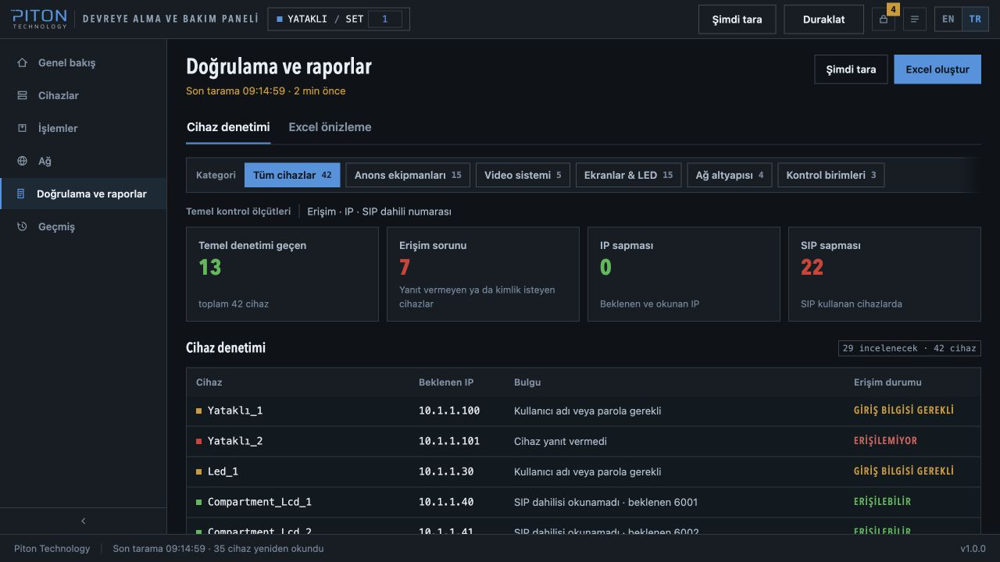 PITON
TECHNOLOGY
DEVREYE ALMA VE BAKIM PANELİ
YATAKLI / SET 1
Şimdi tara
Duraklat
4
EN TR
Genel bakış
Cihazlar
İşlemler
Ağ
Doğrulama ve raporlar
Geçmiş
Doğrulama ve raporlar
Son tarama 09:14:59 · 2 min önce
Şimdi tara
Excel oluştur
Cihaz denetimi
Excel önizleme
Kategori
Tüm cihazlar 42
Anons ekipmanları 15
Video sistemi 5
Ekranlar & LED 15
Ağ altyapısı 4
Kontrol birimleri 3
Temel kontrol ölçütleri
Erişim · IP · SIP dahili numarası
Temel denetimi geçen
13
toplam 42 cihaz
Erişim sorunu
7
Yanıt vermeyen ya da kimlik isteyen
cihazlar
IP sapması
0
Beklenen ve okunan IP
SIP sapması
22
SIP kullanan cihazlarda
Cihaz denetimi
29 incelenecek · 42 cihaz
Cihaz Beklenen IP Bulgu Erişim durumu
Yataklı_1 10.1.1.100 Kullanıcı adı veya parola gerekli GİRİŞ BİLGİSİ GEREKLİ
Yataklı_2 10.1.1.101 Cihaz yanıt vermedi ERİŞİLEMİYOR
Led_1 10.1.1.30 Kullanıcı adı veya parola gerekli GİRİŞ BİLGİSİ GEREKLİ
Compartment_Lcd_1 10.1.1.40 SIP dahilisi okunamadı · beklenen 6001 ERİŞİLEBİLİR
Compartment_Lcd_2 10.1.1.41 SIP dahilisi okunamadı · beklenen 6002 ERİŞİLEBİLİR
Piton Technology
Son tarama 09:14:59 · 35 cihaz yeniden okundu
v1.0.0